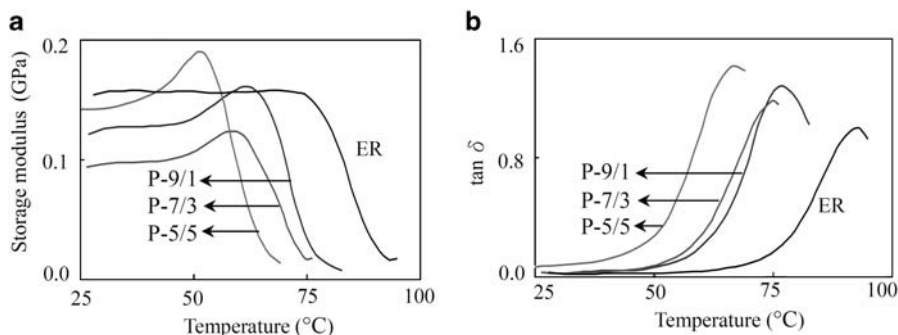 a
Storage modulus (GPa)
0.2
0.1
0.0
25
50
75
100
Temperature (°C)
ER
P-9/1
P-7/3
P-5/5
b
tan δ
1.6
0.8
0.0
25
50
75
100
Temperature (°C)
P-9/1
P-7/3
P-5/5
ER